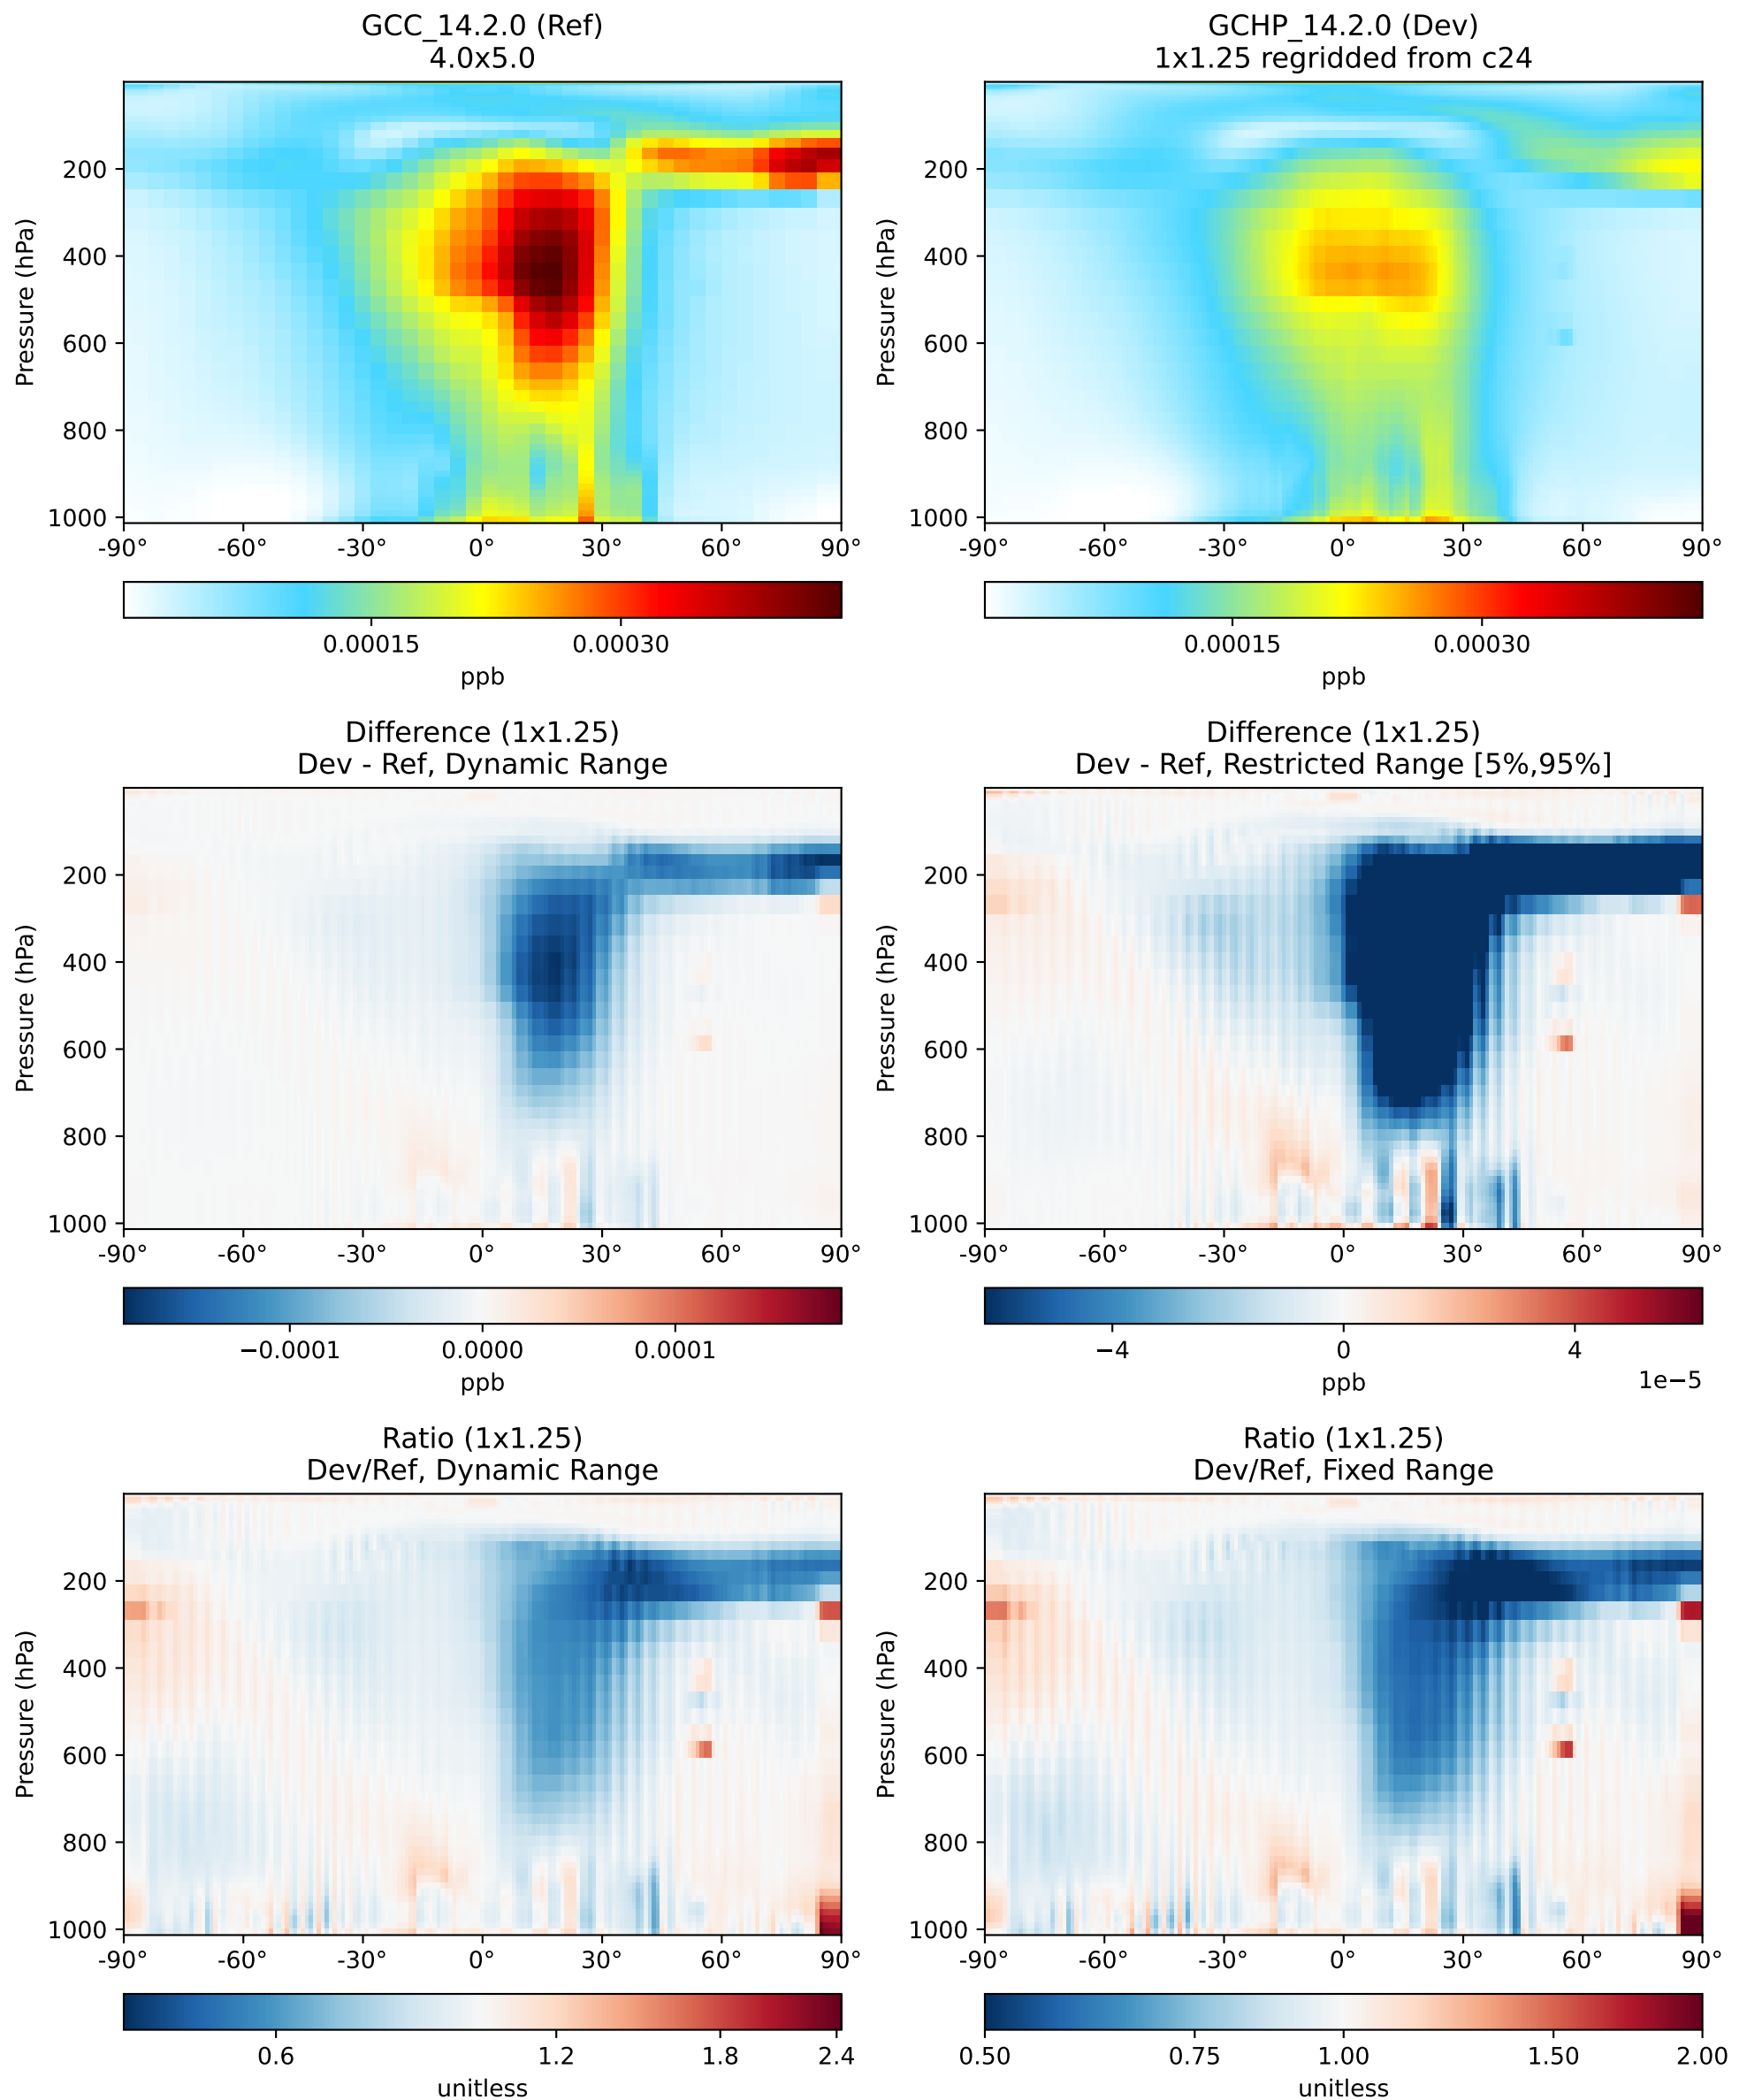 GCC_14.2.0 (Ref)
4.0x5.0
GCHP_14.2.0 (Dev)
1x1.25 regridded from c24
Pressure (hPa)
200
400
600
800
1000
-90° -60° -30° 0° 30° 60° 90°
0.00015 0.00030
ppb
Pressure (hPa)
200
400
600
800
1000
-90° -60° -30° 0° 30° 60° 90°
0.00015 0.00030
ppb
Difference (1x1.25)
Dev - Ref, Dynamic Range
Difference (1x1.25)
Dev - Ref, Restricted Range [5%,95%]
Pressure (hPa)
200
400
600
800
1000
-90° -60° -30° 0° 30° 60° 90°
−0.0001 0.0000 0.0001
ppb
Pressure (hPa)
200
400
600
800
1000
-90° -60° -30° 0° 30° 60° 90°
−4 0 4
ppb
1e−5
Ratio (1x1.25)
Dev/Ref, Dynamic Range
Ratio (1x1.25)
Dev/Ref, Fixed Range
Pressure (hPa)
200
400
600
800
1000
-90° -60° -30° 0° 30° 60° 90°
0.6 1.2 1.8 2.4
unitless
Pressure (hPa)
200
400
600
800
1000
-90° -60° -30° 0° 30° 60° 90°
0.50 0.75 1.00 1.50 2.00
unitless